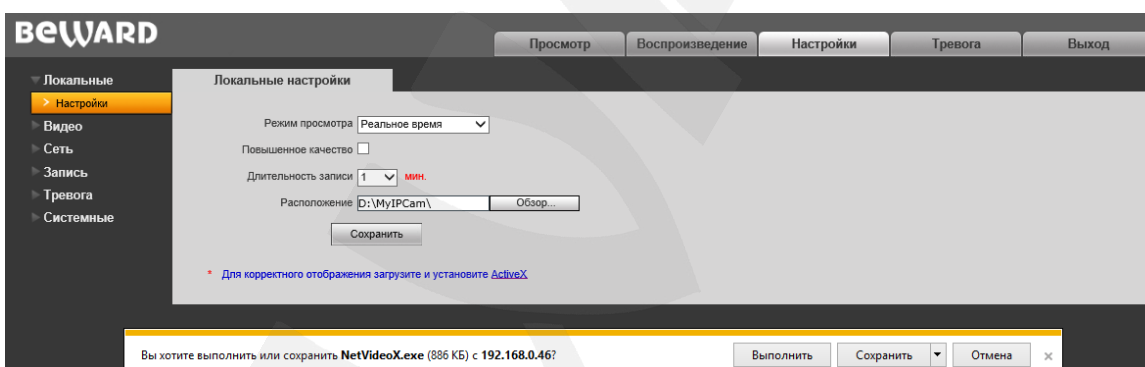 BEWARD
Просмотр Воспроизведение Настройки Тревога Выход
Локальные
> Настройки
Видео
Сеть
Запись
Тревога
Системные
Локальные настройки
Режим просмотра Реальное время
Повышенное качество
Длительность записи 1 мин.
Расположение D:\MyIPCam\ Обзор...
Сохранить
* Для корректного отображения загрузите и установите ActiveX
Вы хотите выполнить или сохранить NetVideoX.exe (886 КБ) с 192.168.0.46? Выполнить Сохранить Отмена ×